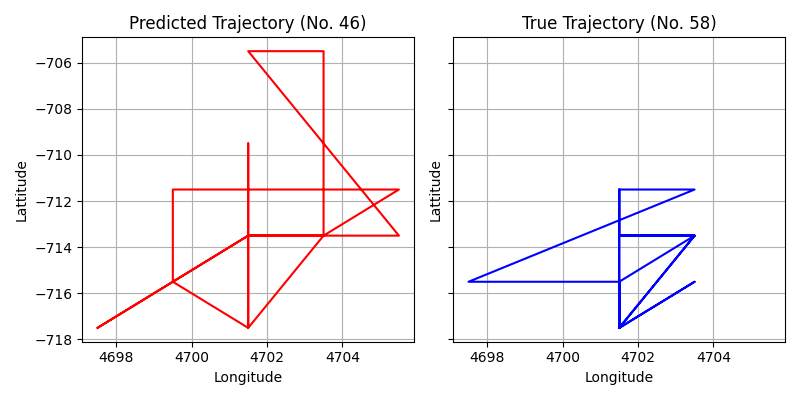 Predicted Trajectory (No. 46)
True Trajectory (No. 58)
−706
−708
−710
−712
−714
−716
−718
Lattitude
Lattitude
4698 4700 4702 4704
4698 4700 4702 4704
Longitude
Longitude